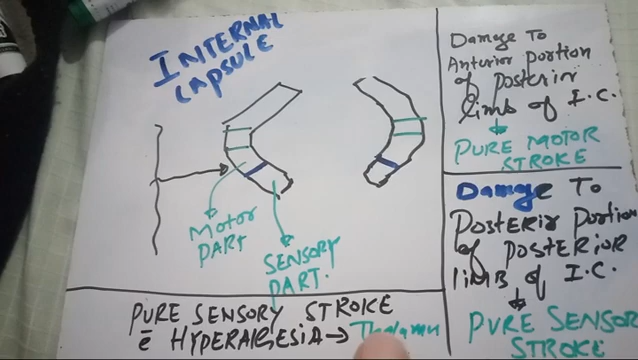 INTERNAL
CAPSULE
MOTOR
PART
SENSORY
PART.
PURE SENSORY STROKE
ē HYPERALGESIA → Thalamus
Damage To
Anterior portion
of posterior
limb of I.C.
PURE MOTOR
STROKE
Damage To
POSTERIOR PORTION
of POSTERIOR
limb of I.C.
PURE SENSOR
STROKE